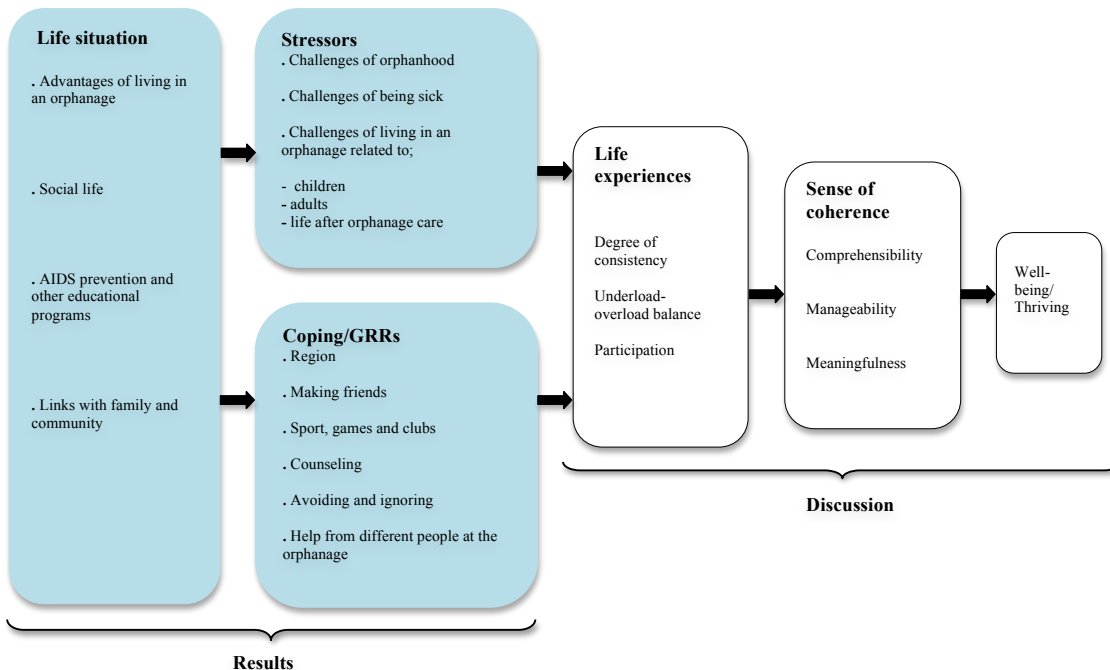 Life situation
. Advantages of living in
an orphanage
. Social life
. AIDS prevention and
other educational
programs
. Links with family and
community
Stressors
. Challenges of orphanhood
. Challenges of being sick
. Challenges of living in an
orphanage related to;
- children
- adults
- life after orphanage care
Coping/GRRs
. Region
. Making friends
. Sport, games and clubs
. Counseling
. Avoiding and ignoring
. Help from different people at the
orphanage
Results
Life
experiences
Degree of
consistency
Underload-
overload balance
Participation
Sense of
coherence
Comprehensibility
Manageability
Meaningfulness
Well-
being/
Thriving
Discussion